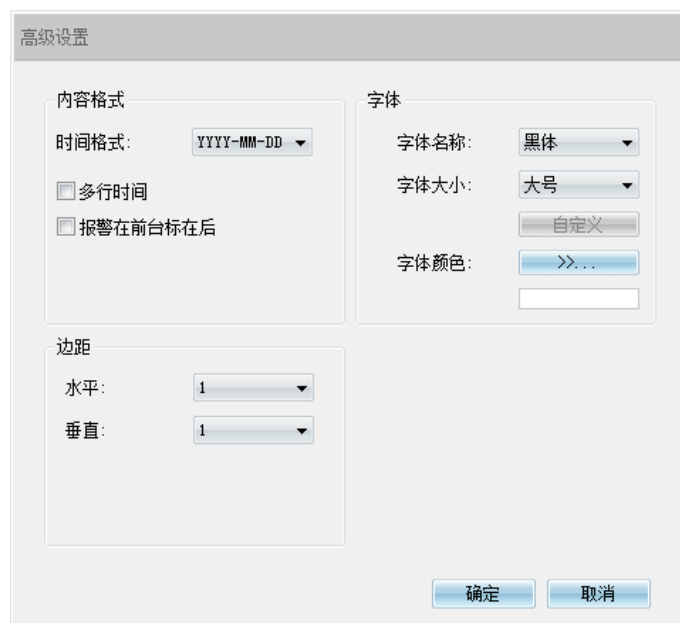 高级设置
内容格式
时间格式: YYYY-MM-DD
多行时间
报警在前台标在后
字体
字体名称: 黑体
字体大小: 大号
自定义
字体颜色: >>...
边距
水平: 1
垂直: 1
确定 取消